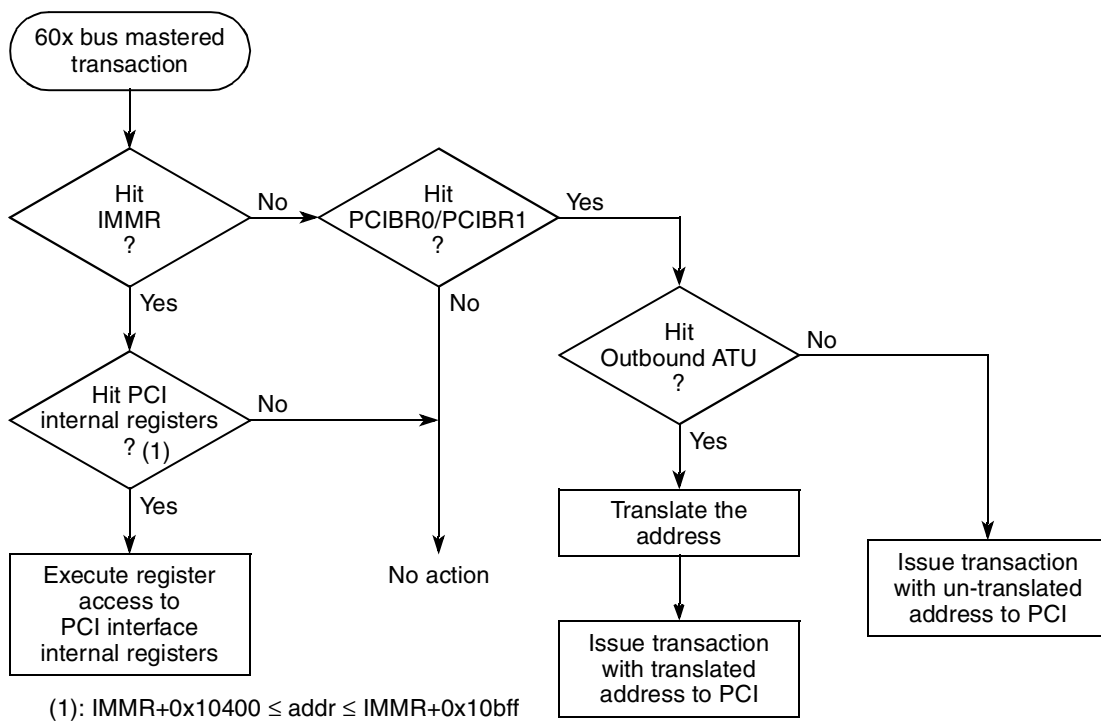 60x bus mastered
transaction
Hit
IMMR
?
No
Hit
PCIBR0/PCIBR1
?
Yes
Yes
No
Hit
Outbound ATU
?
No
Hit PCI
internal registers
? (1)
No
Yes
Yes
Translate the
address
Execute register
access to
PCI interface
internal registers
No action
Issue transaction
with un-translated
address to PCI
Issue transaction
with translated
address to PCI
(1): IMMR+0x10400 ≤ addr ≤ IMMR+0x10bff